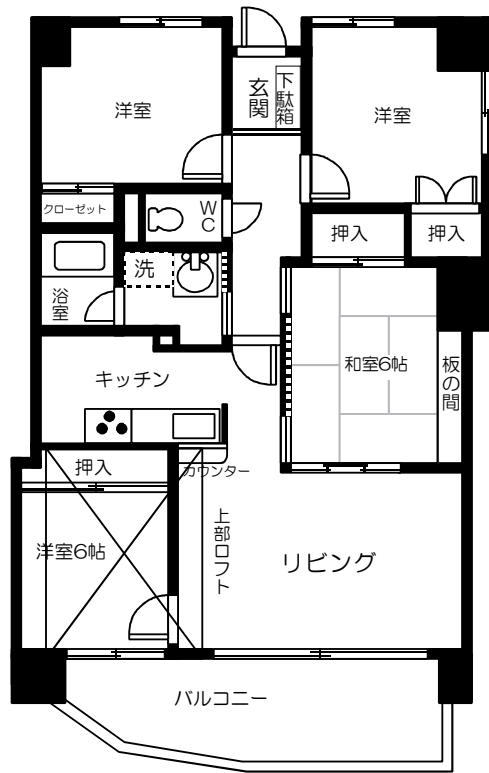 洋室
玄関
下駄箱
洋室
クローゼット
WC
押入
押入
洗
浴室
キッチン
和室6帖
板の間
押入
カウンター
洋室6帖
上部ロフト
リビング
バルコニー